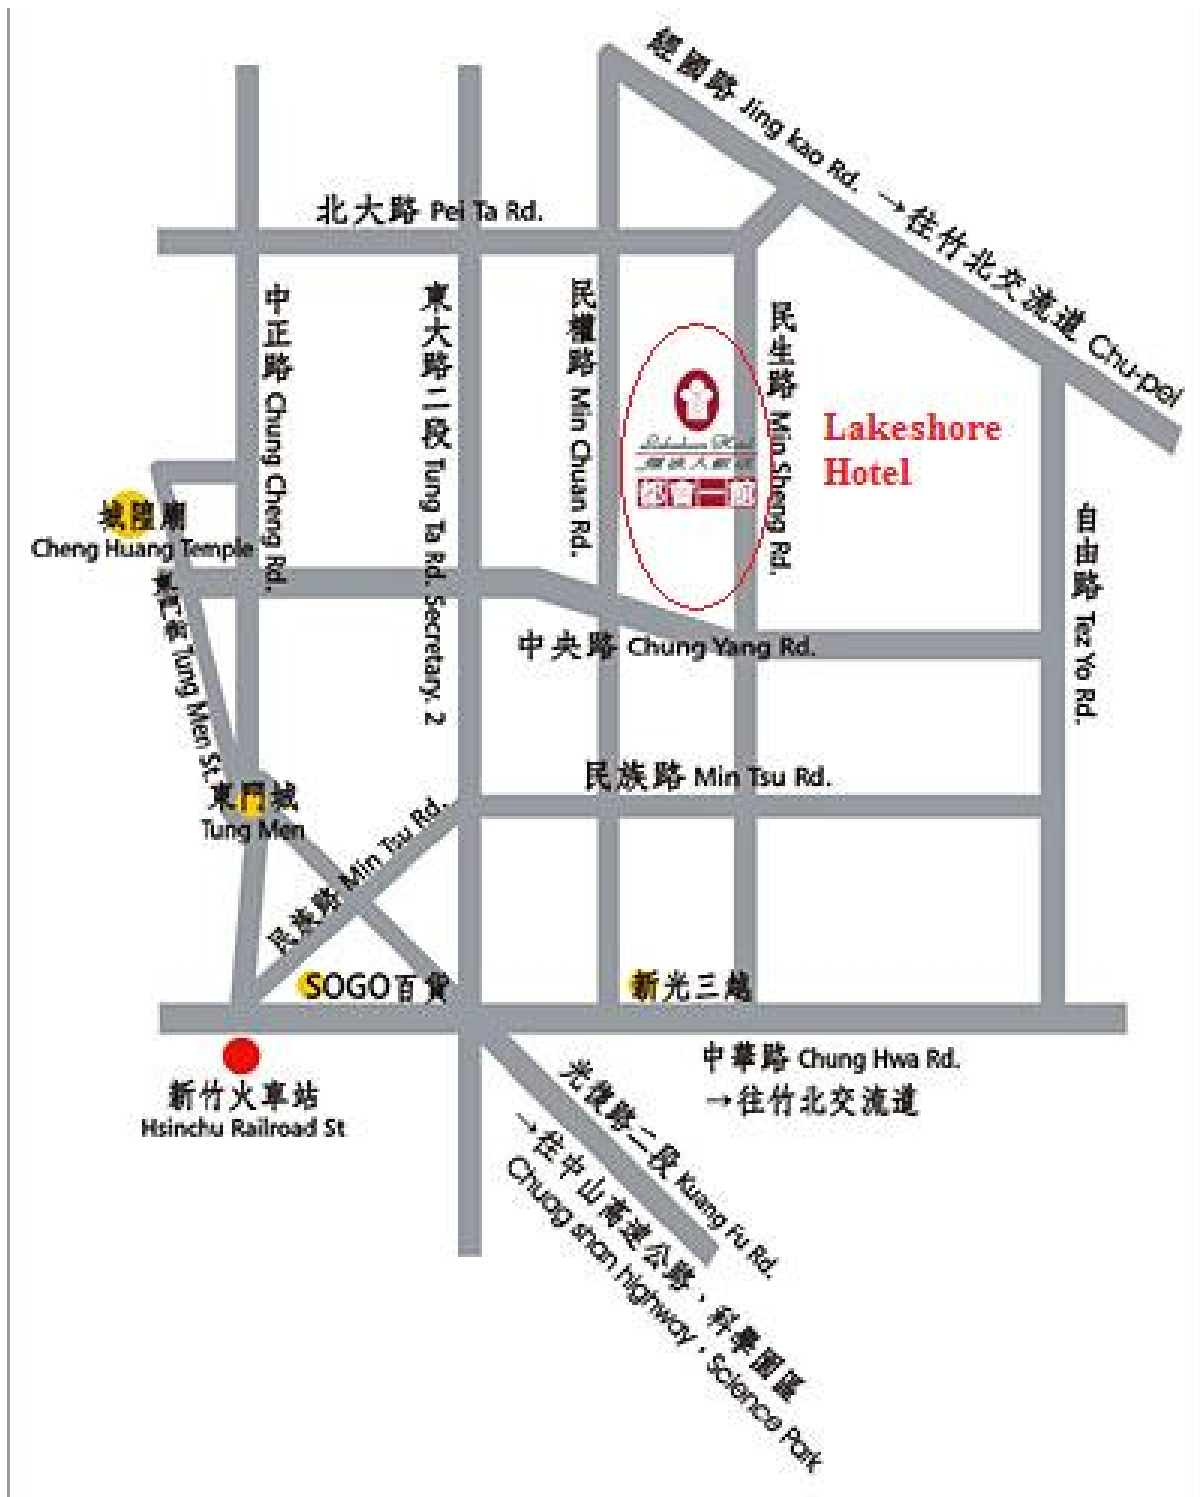 經國路 Jing kao Rd. →往竹北交流道 Chu-pei
北大路 Pei Ta Rd.
中正路 Chung Cheng Rd.
東大路二段 Tung Ta Rd. Secretary. 2
民權路 Min Chuan Rd.
民生路 Min Sheng Rd.
Lakeshore Hotel
都會一館
Lakeshore
Hotel
城隍廟
Cheng Huang Temple
自由路 Tez Yo Rd.
東門街 Tung Men St.
中央路 Chung Yang Rd.
民族路 Min Tsu Rd.
東門城
Tung Men
民族路 Min Tsu Rd.
SOGO百貨
新光三越
中華路 Chung Hwa Rd.
→往竹北交流道
新竹火車站
Hsinchu Railroad St
光復路二段 Kuang Fu Rd.
→往中山高速公路，科學園區
Chuag shan highway，Science Park